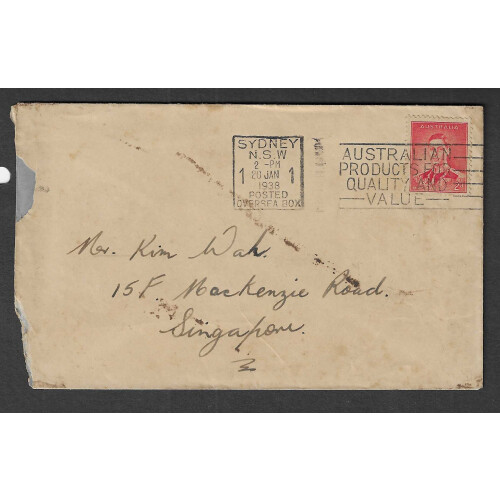 SYDNEY
N.S.W
2 -PM
1 20 JAN 1
1938
POSTED
OVERSEA BOX
AUSTRALIA
AUSTRALIAN
PRODUCTS FOR
QUALITY AND
VALUE
Mr. Kim Wah.
15F MacKenzie Road.
Singapore.